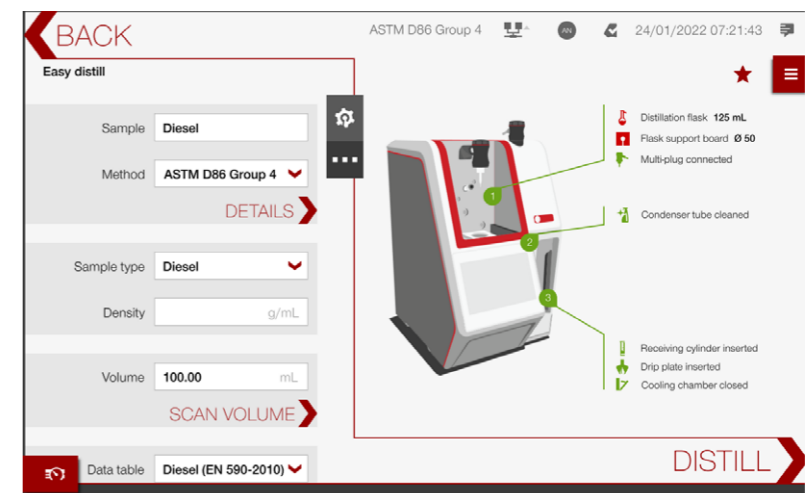 BACK
ASTM D86 Group 4
AN
24/01/2022 07:21:43
Easy distill
Sample Diesel
Method ASTM D86 Group 4
DETAILS
Sample type Diesel
Density g/mL
Volume 100.00 mL
SCAN VOLUME
Data table Diesel (EN 590-2010)
Distillation flask 125 mL
Flask support board Ø 50
Multi-plug connected
1
Condenser tube cleaned
2
3
Receiving cylinder inserted
Drip plate inserted
Cooling chamber closed
DISTILL